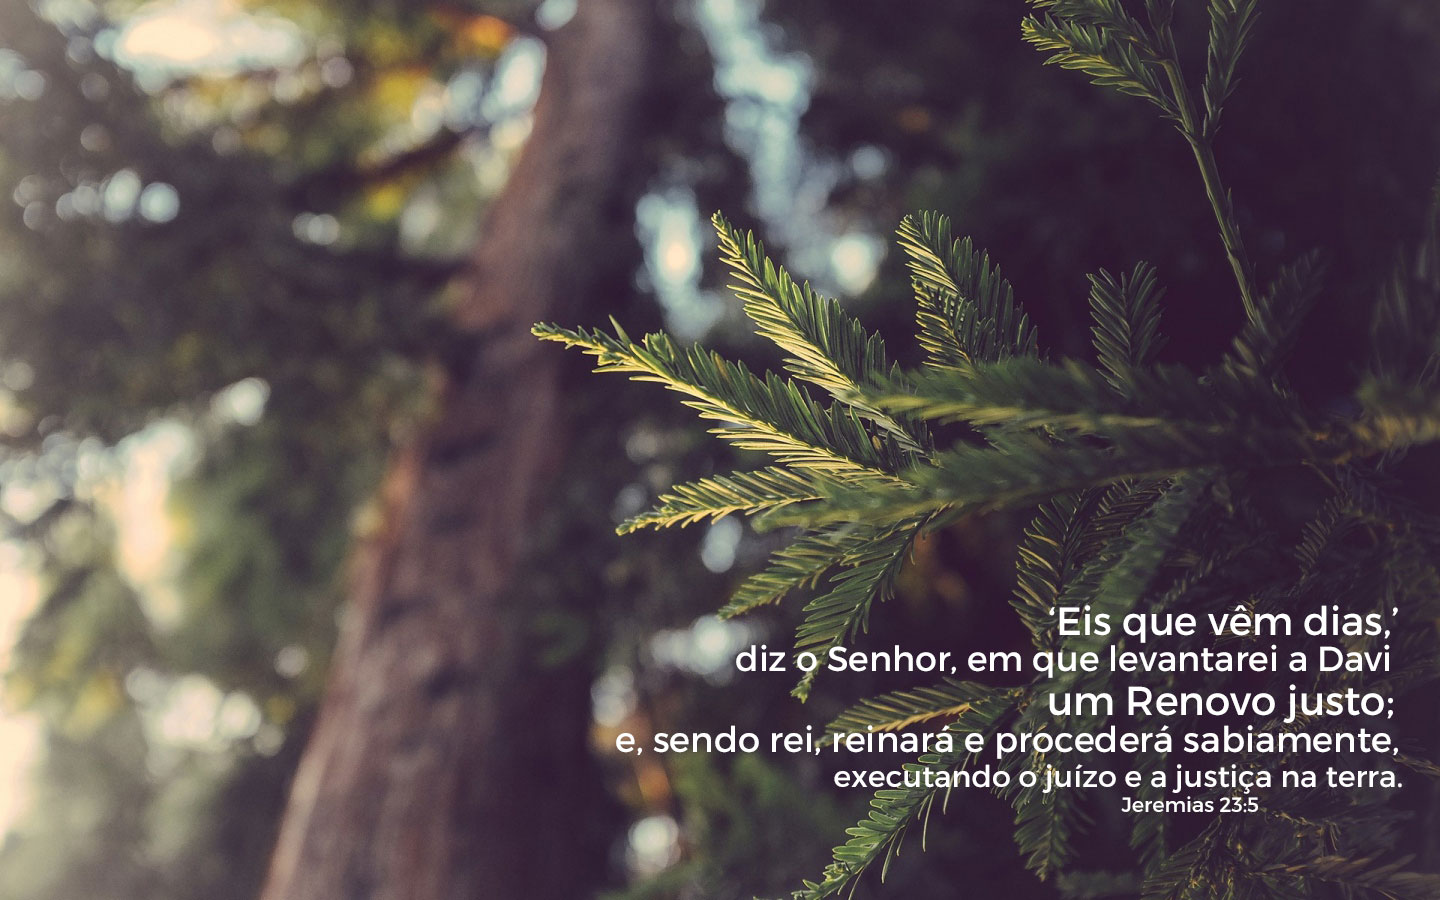 ‘Eis que vêm dias,’
diz o Senhor, em que levantarei a Davi
um Renovo justo;
e, sendo rei, reinará e procederá sabiamente,
executando o juízo e a justiça na terra.
Jeremias 23:5